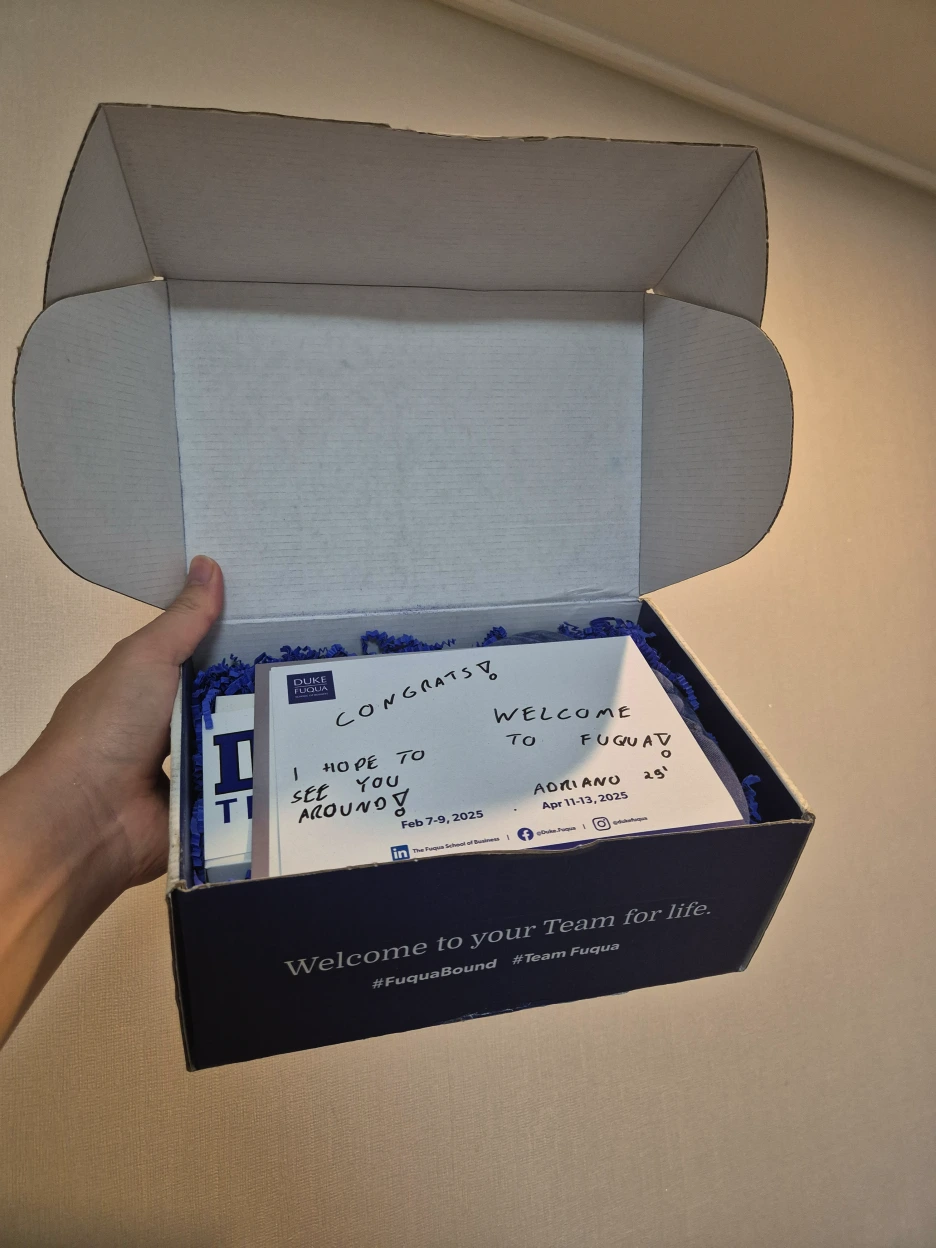 DUKE
FUQUA
CONGRATS!
WELCOME
TO FUQUA!
I HOPE TO
SEE YOU
AROUND!
ADRIANO 29'
Feb 7-9, 2025
Apr 11-13, 2025
The Fuqua School of Business | @Duke.Fuqua | @dukefuqua
Welcome to your Team for life.
#FuquaBound #Team Fuqua